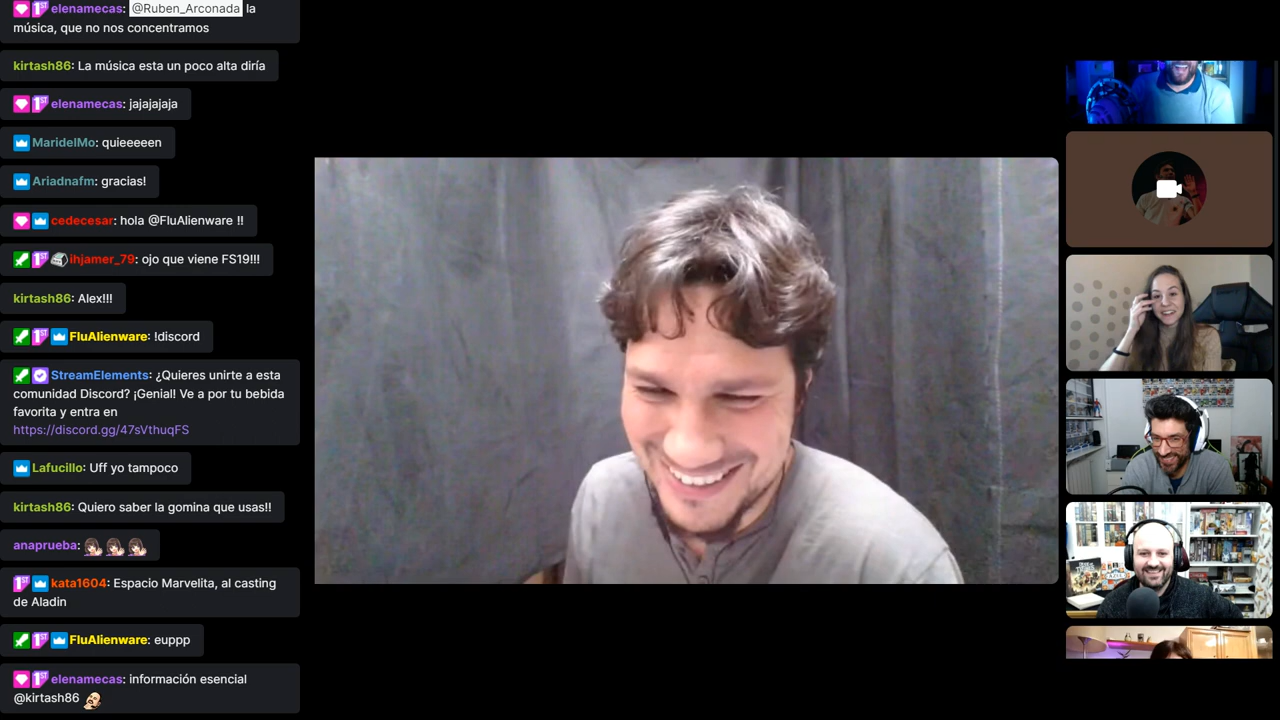 elenamecas: @Ruben_Arconada la
música, que no nos concentramos
kirtash86: La música esta un poco alta diría
elenamecas: jajajajaja
MaridelMo: quieeeeen
Ariadnafm: gracias!
cedecesar: hola @FluAlienware !!
ihjamer_79: ojo que viene FS19!!!
kirtash86: Alex!!!
FluAlienware: !discord
StreamElements: ¿Quieres unirte a esta
comunidad Discord? ¡Genial! Ve a por tu bebida
favorita y entra en
https://discord.gg/47sVthuqFS
Lafucillo: Uff yo tampoco
kirtash86: Quiero saber la gomina que usas!!
anaprueba:
kata1604: Espacio Marvelita, al casting
de Aladin
FluAlienware: euppp
elenamecas: información esencial
@kirtash86